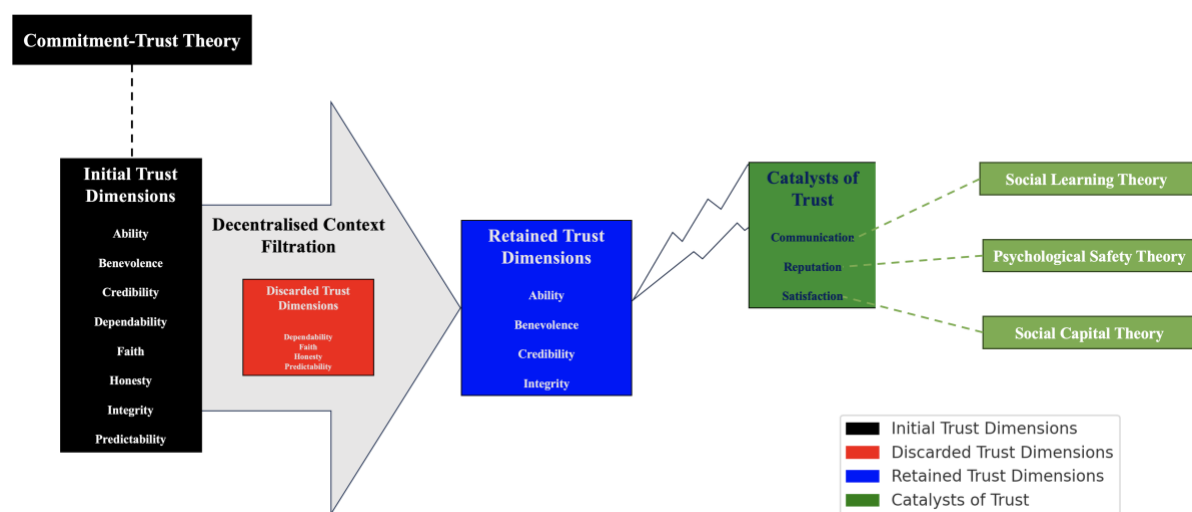 Commitment-Trust Theory
Initial Trust
Dimensions
Ability
Benevolence
Credibility
Dependability
Faith
Honesty
Integrity
Predictability
Decentralised Context
Filtration
Discarded Trust
Dimensions
Dependability
Faith
Honesty
Predictability
Retained Trust
Dimensions
Ability
Benevolence
Credibility
Integrity
Catalysts of
Trust
Communication
Reputation
Satisfaction
Social Learning Theory
Psychological Safety Theory
Social Capital Theory
Initial Trust Dimensions
Discarded Trust Dimensions
Retained Trust Dimensions
Catalysts of Trust